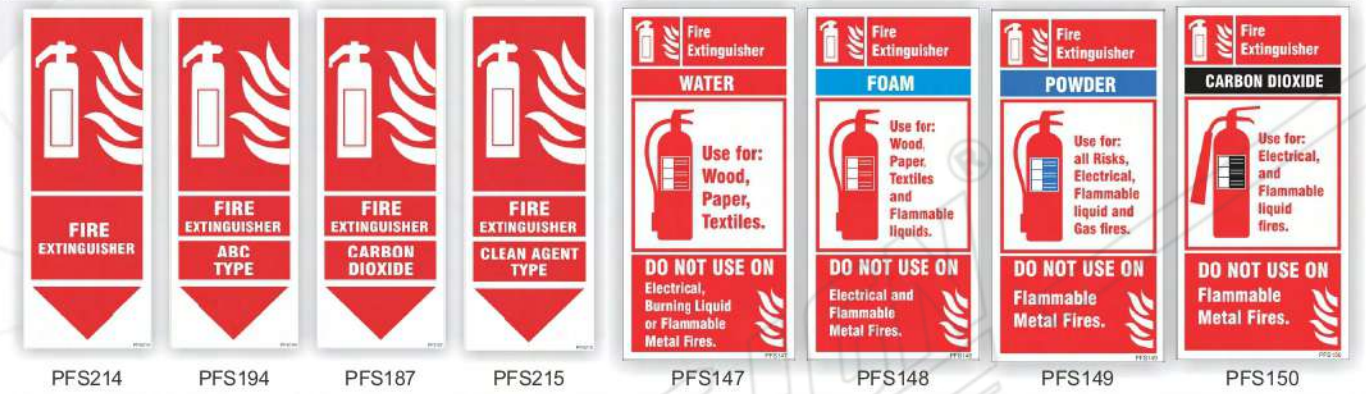 FIRE
EXTINGUISHER
PFS214
FIRE
EXTINGUISHER
ABC
TYPE
PFS194
FIRE
EXTINGUISHER
CARBON
DIOXIDE
PFS187
FIRE
EXTINGUISHER
CLEAN AGENT
TYPE
PFS215
Fire
Extinguisher
WATER
Use for:
Wood,
Paper,
Textiles.
DO NOT USE ON
Electrical,
Burning Liquid
or Flammable
Metal Fires.
PFS147
PFS147
Fire
Extinguisher
FOAM
Use for:
Wood,
Paper,
Textiles
and
Flammable
liquids.
DO NOT USE ON
Electrical and
Flammable
Metal Fires.
PFS148
PFS148
Fire
Extinguisher
POWDER
Use for:
all Risks,
Electrical,
Flammable
liquid and
Gas fires.
DO NOT USE ON
Flammable
Metal Fires.
PFS149
PFS149
Fire
Extinguisher
CARBON DIOXIDE
Use for:
Electrical,
and
Flammable
liquid
fires.
DO NOT USE ON
Flammable
Metal Fires.
PFS150
PFS150